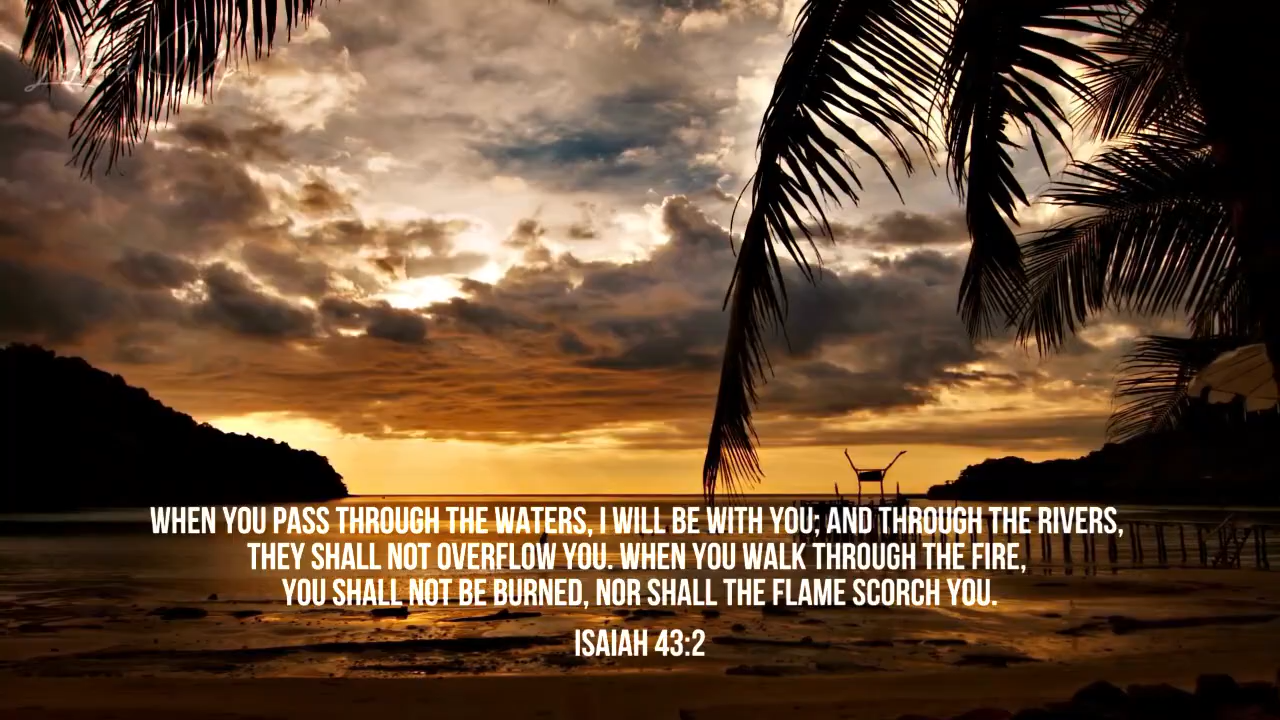 WHEN YOU PASS THROUGH THE WATERS, I WILL BE WITH YOU; AND THROUGH THE RIVERS,
THEY SHALL NOT OVERFLOW YOU. WHEN YOU WALK THROUGH THE FIRE,
YOU SHALL NOT BE BURNED, NOR SHALL THE FLAME SCORCH YOU.
ISAIAH 43:2